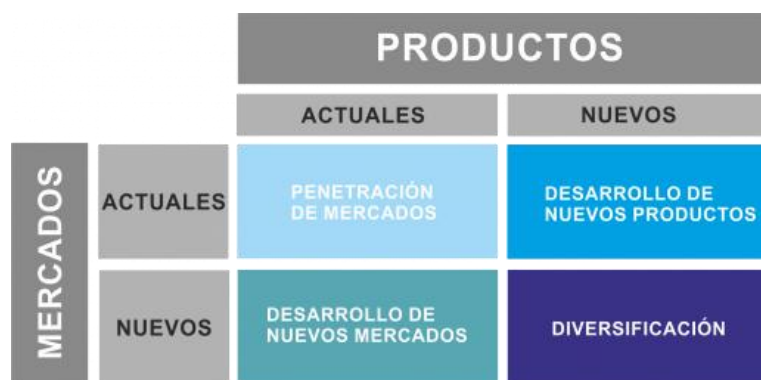 PRODUCTOS
ACTUALES
NUEVOS
MERCADOS
ACTUALES
PENETRACIÓN
DE MERCADOS
DESARROLLO DE
NUEVOS PRODUCTOS
NUEVOS
DESARROLLO DE
NUEVOS MERCADOS
DIVERSIFICACIÓN